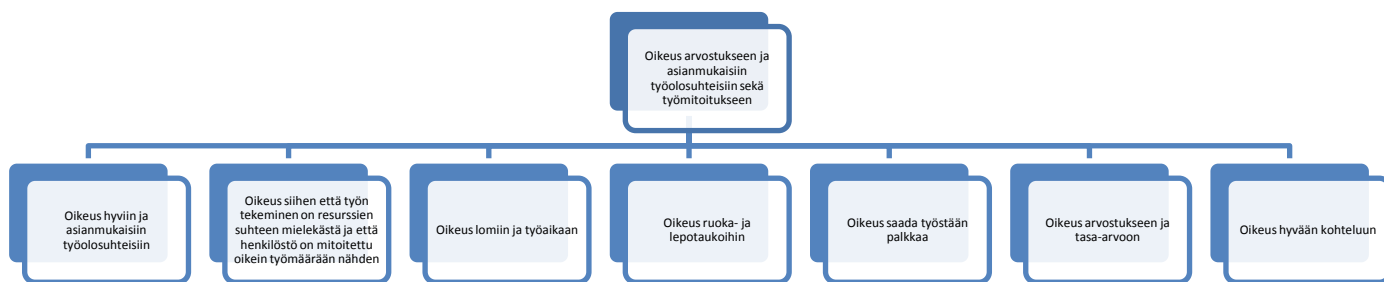 Oikeus arvostukseen ja
asianmukaisiin
työolosuhteisiin sekä
työmitoitukseen
Oikeus hyviin ja
asianmukaisiin
työolosuhteisiin
Oikeus siihen että työn
tekeminen on resurssien
suhteen mielekästä ja että
henkilöstö on mitoitettu
oikein työmäärään nähden
Oikeus lomiin ja työaikaan
Oikeus ruoka- ja
lepotaukoihin
Oikeus saada työstään
palkkaa
Oikeus arvostukseen ja
tasa-arvoon
Oikeus hyvään kohteluun